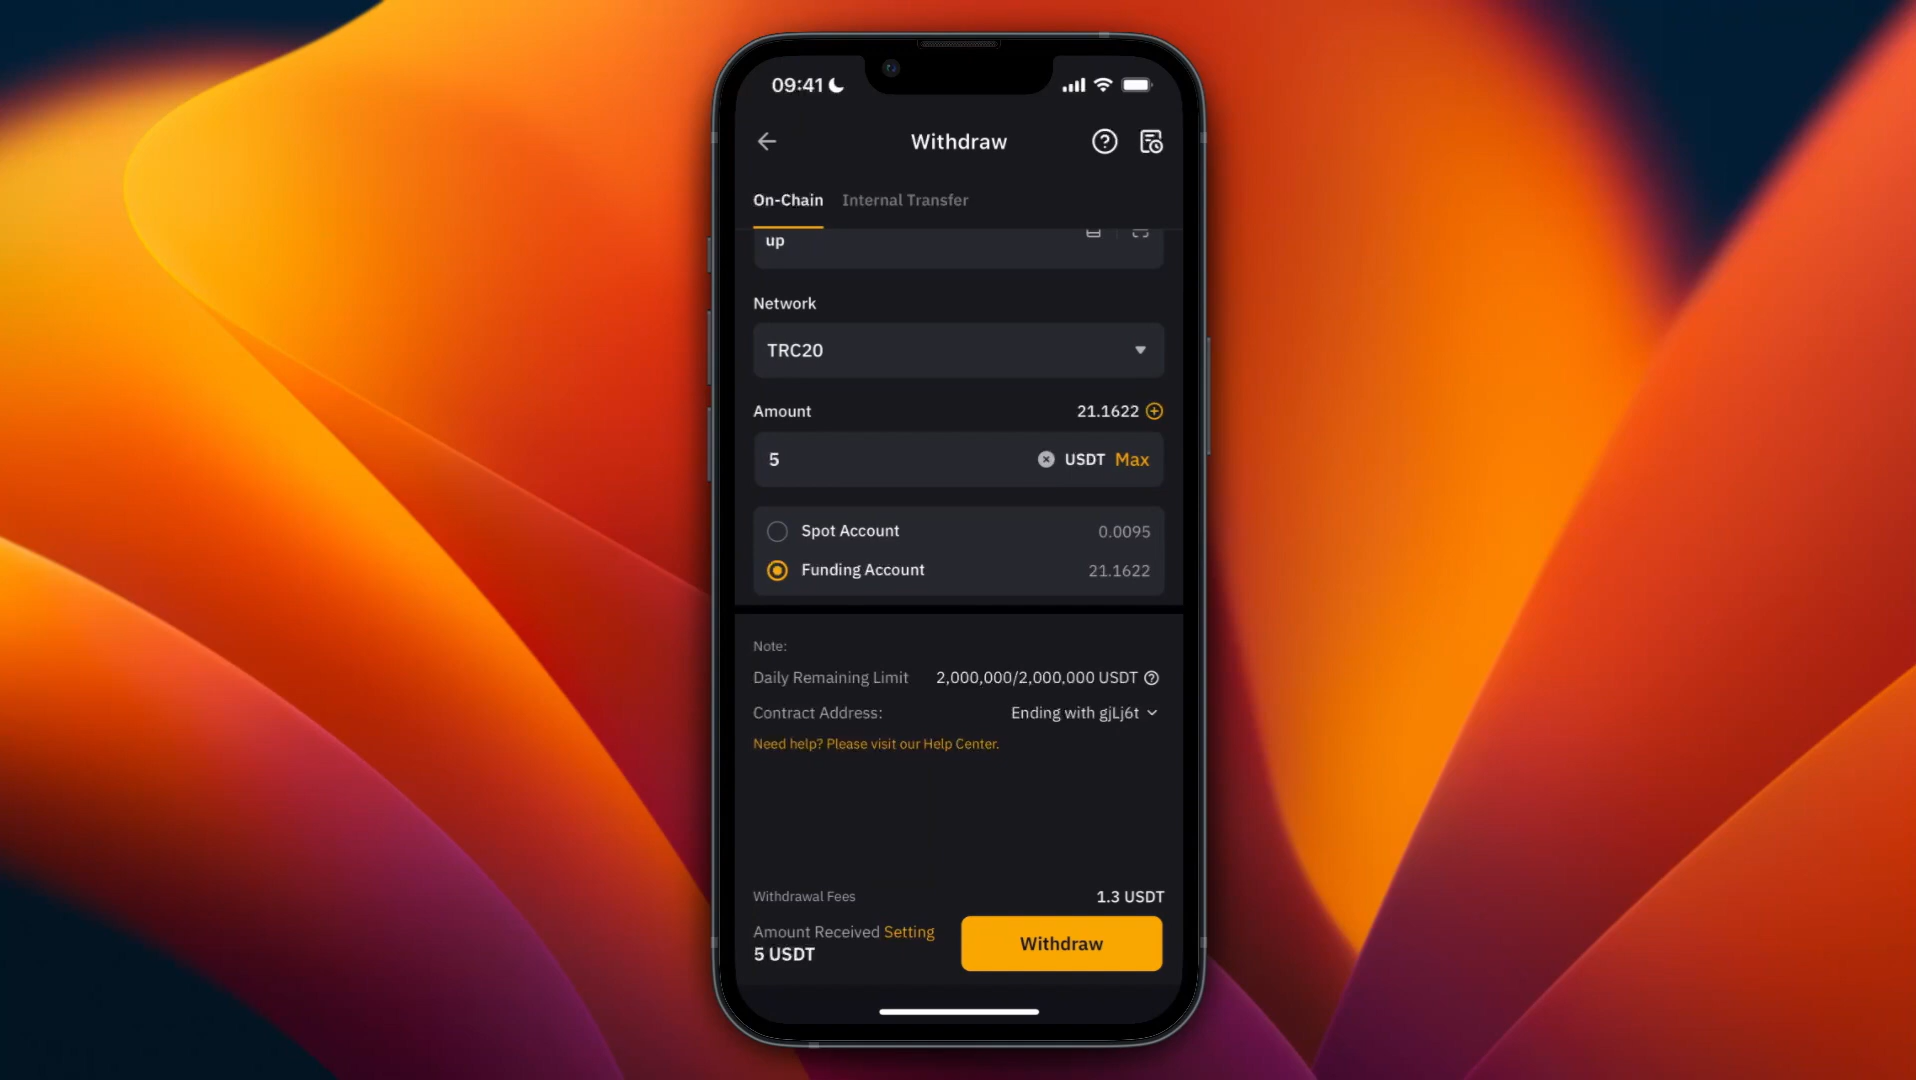 09:41
Withdraw
On-Chain Internal Transfer
up
Network
TRC20
Amount 21.1622
5 USDT Max
Spot Account 0.0095
Funding Account 21.1622
Note:
Daily Remaining Limit 2,000,000/2,000,000 USDT
Contract Address: Ending with gjLj6t
Need help? Please visit our Help Center.
Withdrawal Fees 1.3 USDT
Amount Received Setting
5 USDT
Withdraw